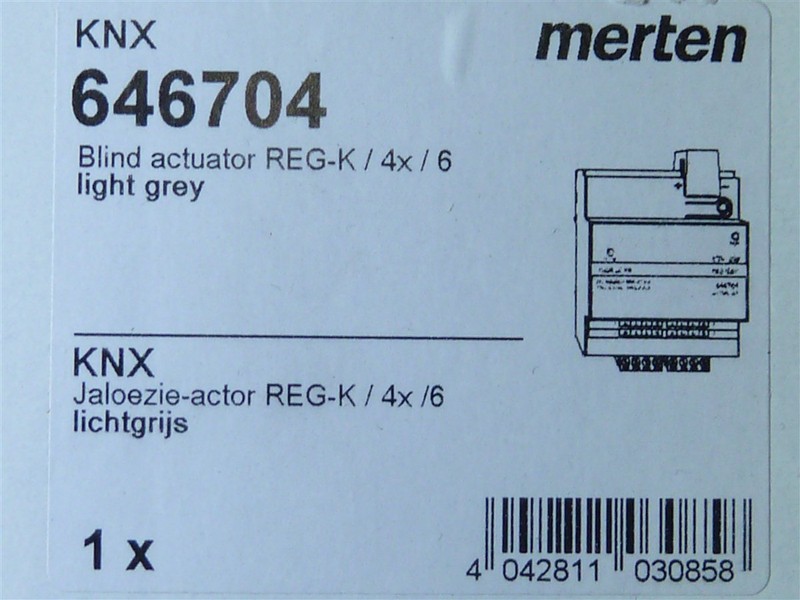 KNX
merten
646704
Blind actuator REG-K / 4x / 6
light grey
KNX
Jaloezie-actor REG-K / 4x /6
lichtgrijs
1 x
4 042811 030858